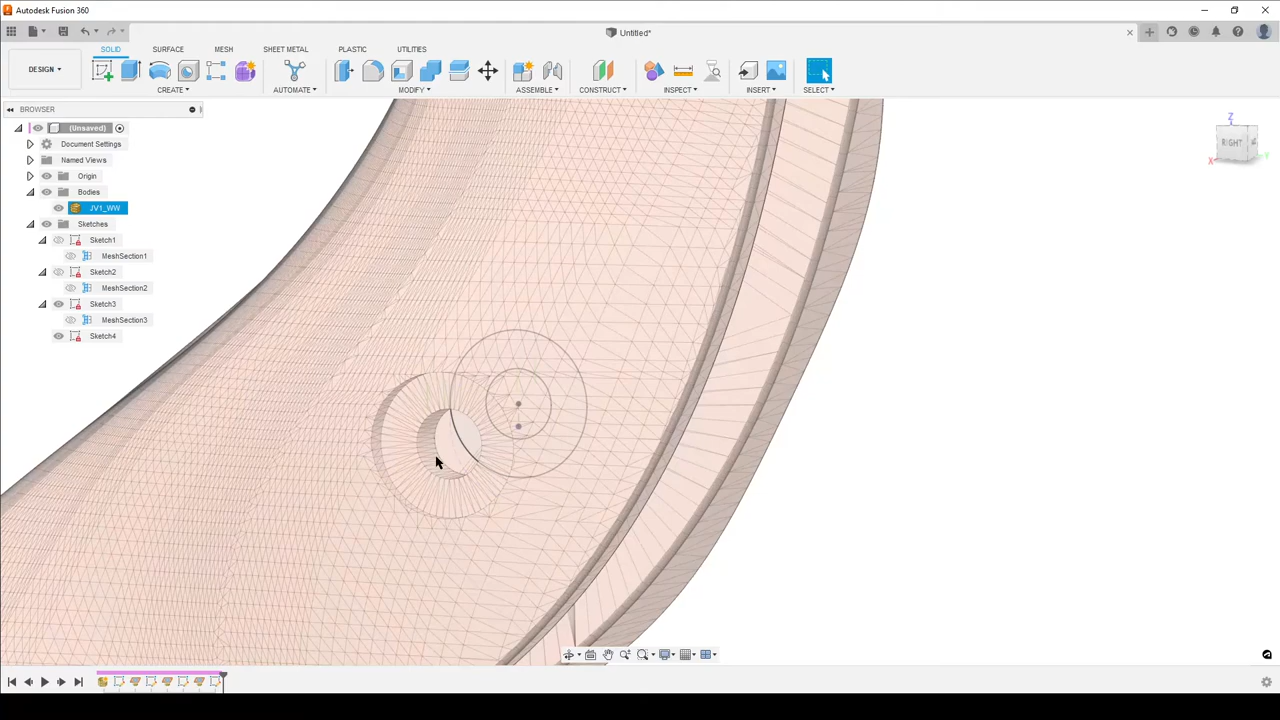 Autodesk Fusion 360
Untitled*
DESIGN
SOLID SURFACE MESH SHEET METAL PLASTIC UTILITIES
CREATE AUTOMATE MODIFY ASSEMBLE CONSTRUCT INSPECT INSERT SELECT
BROWSER
(Unsaved)
Document Settings
Named Views
Origin
Bodies
JV1_WW
Sketches
Sketch1
MeshSection1
Sketch2
MeshSection2
Sketch3
MeshSection3
Sketch4
Z
RIGHT
X
Y